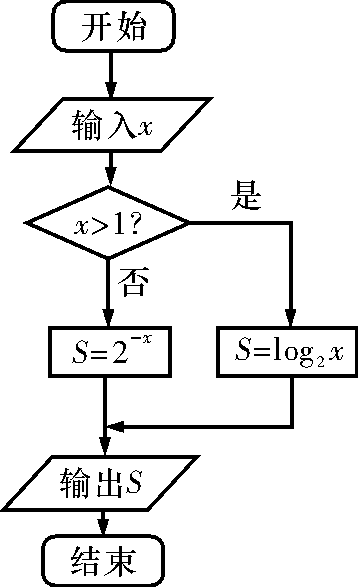 开始
输入x
x>1?
是
否
S=2^{-x}
S=log₂x
输出S
结束